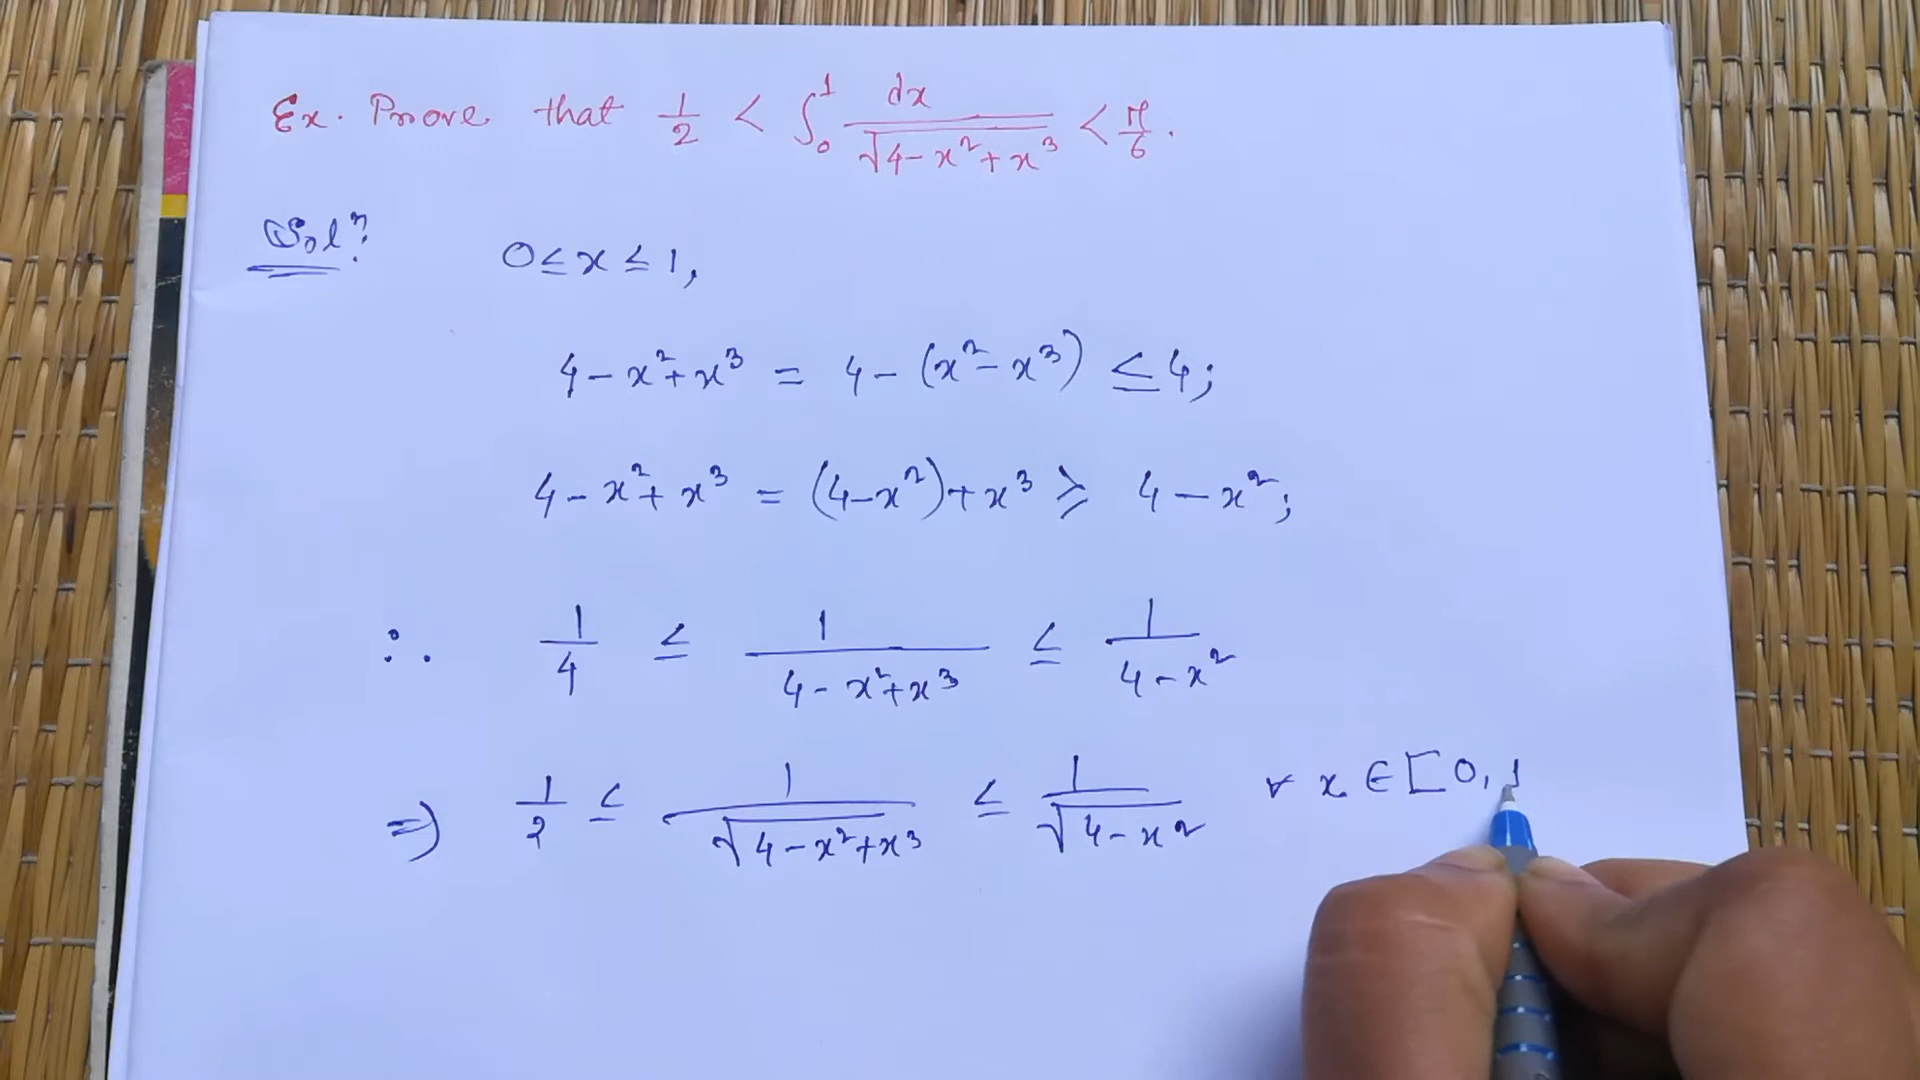 Ex. Prove that 1/2 < ∫₀¹ dx/√(4-x²+x³) < π/6.
Solⁿ:
0 ≤ x ≤ 1,
4-x²+x³ = 4-(x²-x³) ≤ 4;
4-x²+x³ = (4-x²)+x³ ≥ 4-x²;
∴ 1/4 ≤ 1/(4-x²+x³) ≤ 1/(4-x²)
⇒ 1/2 ≤ 1/√(4-x²+x³) ≤ 1/√(4-x²) ∀ x ∈ [0, 1